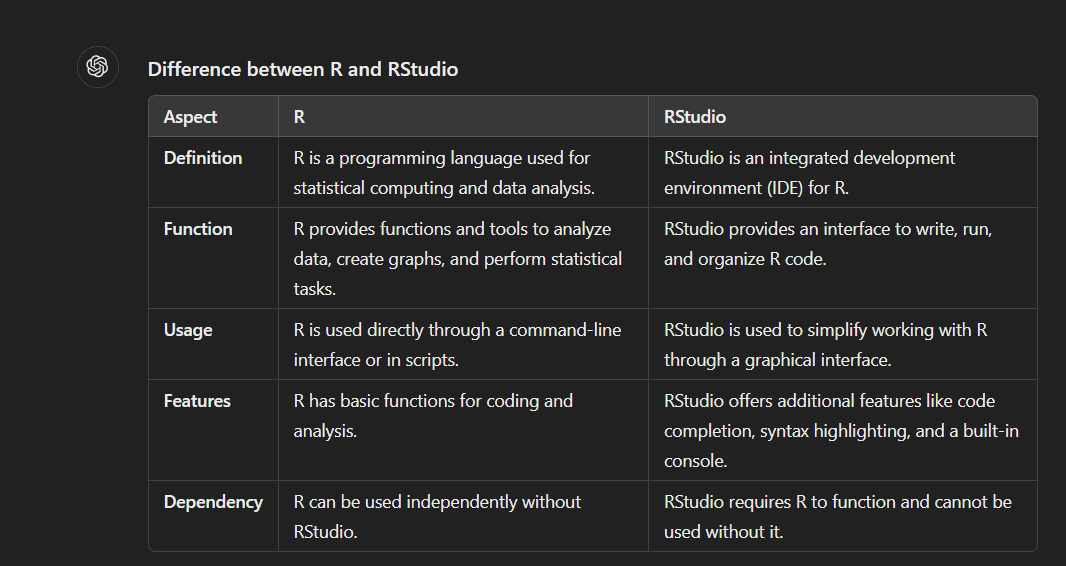 Difference between R and RStudio
Aspect R RStudio
Definition R is a programming language used for RStudio is an integrated development
statistical computing and data analysis. environment (IDE) for R.
Function R provides functions and tools to analyze RStudio provides an interface to write, run,
data, create graphs, and perform statistical and organize R code.
tasks.
Usage R is used directly through a command-line RStudio is used to simplify working with R
interface or in scripts. through a graphical interface.
Features R has basic functions for coding and RStudio offers additional features like code
analysis. completion, syntax highlighting, and a built-in
console.
Dependency R can be used independently without RStudio requires R to function and cannot be
RStudio. used without it.